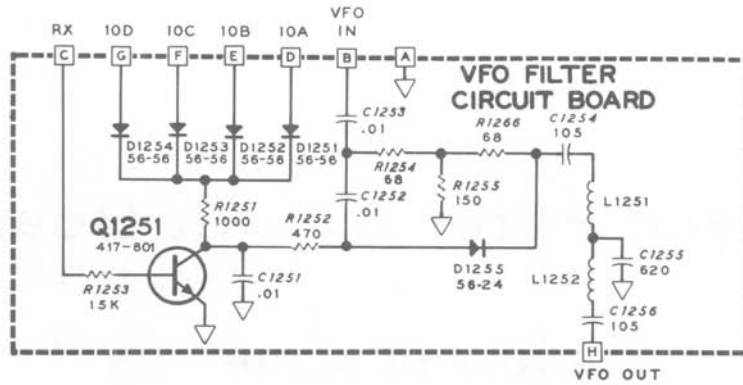 RX 10D 10C 10B 10A VFO IN
C G F E D B A
VFO FILTER
CIRCUIT BOARD
C1253
.01
R1266
68
C1254
105
D1254
56-56
D1253
56-56
D1252
56-56
D1251
56-56
R1254
68
R1251
1000
C1252
.01
R1255
150
L1251
Q1251
417-801
R1252
470
C1255
620
D1255
56-24
L1252
R1253
15K
C1251
.01
C1256
105
H
VFO OUT